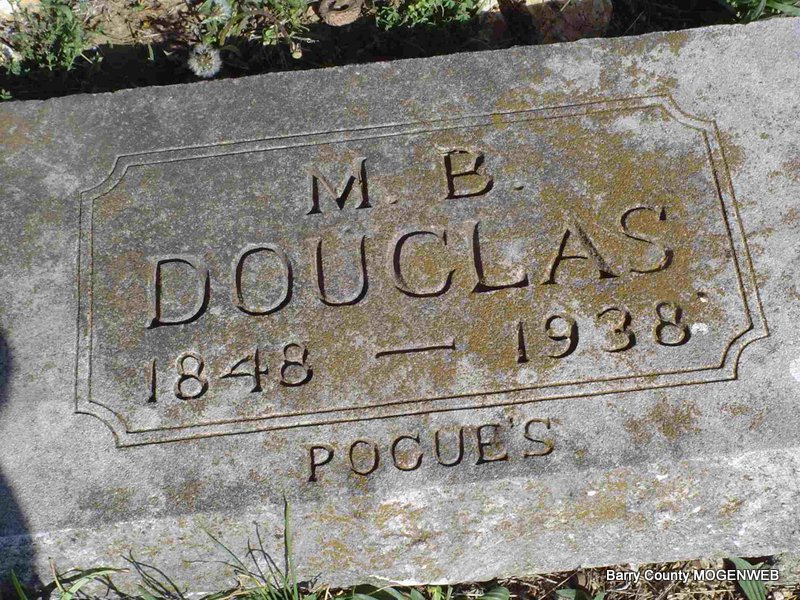 M. B.
DOUGLAS
1848 — 1938
POGUE'S
Barry County MOGENWEB